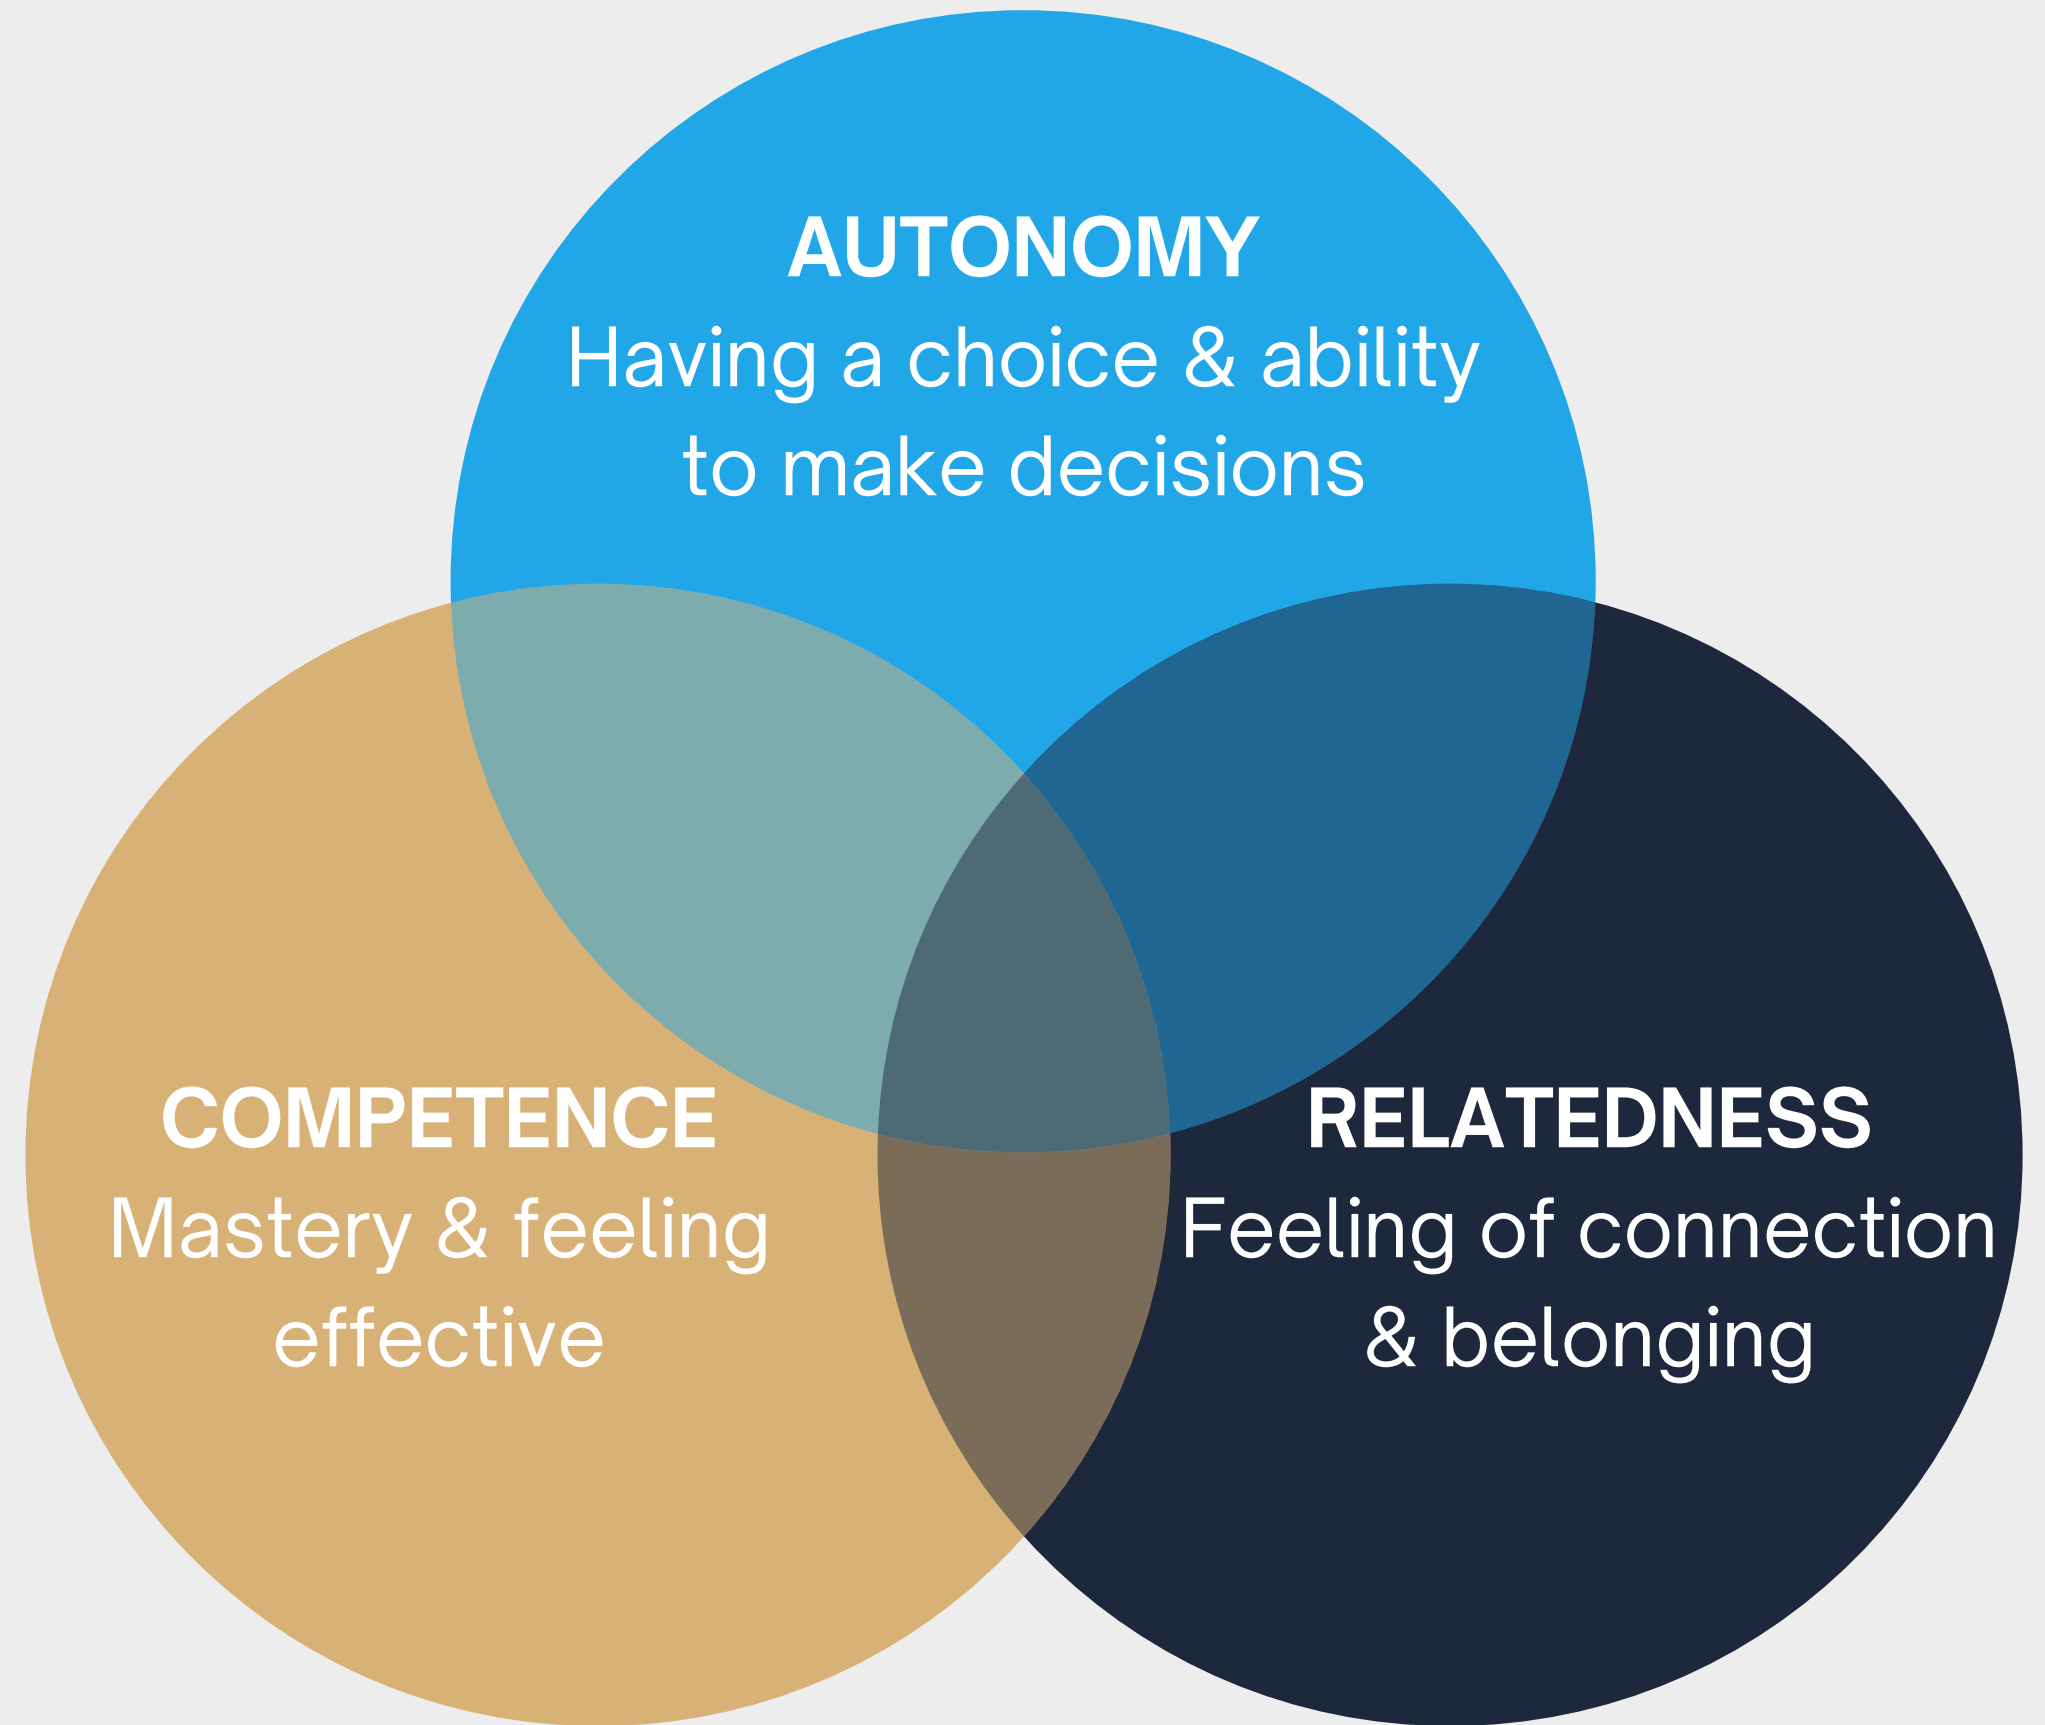 AUTONOMY
Having a choice & ability
to make decisions
COMPETENCE
Mastery & feeling
effective
RELATEDNESS
Feeling of connection
& belonging